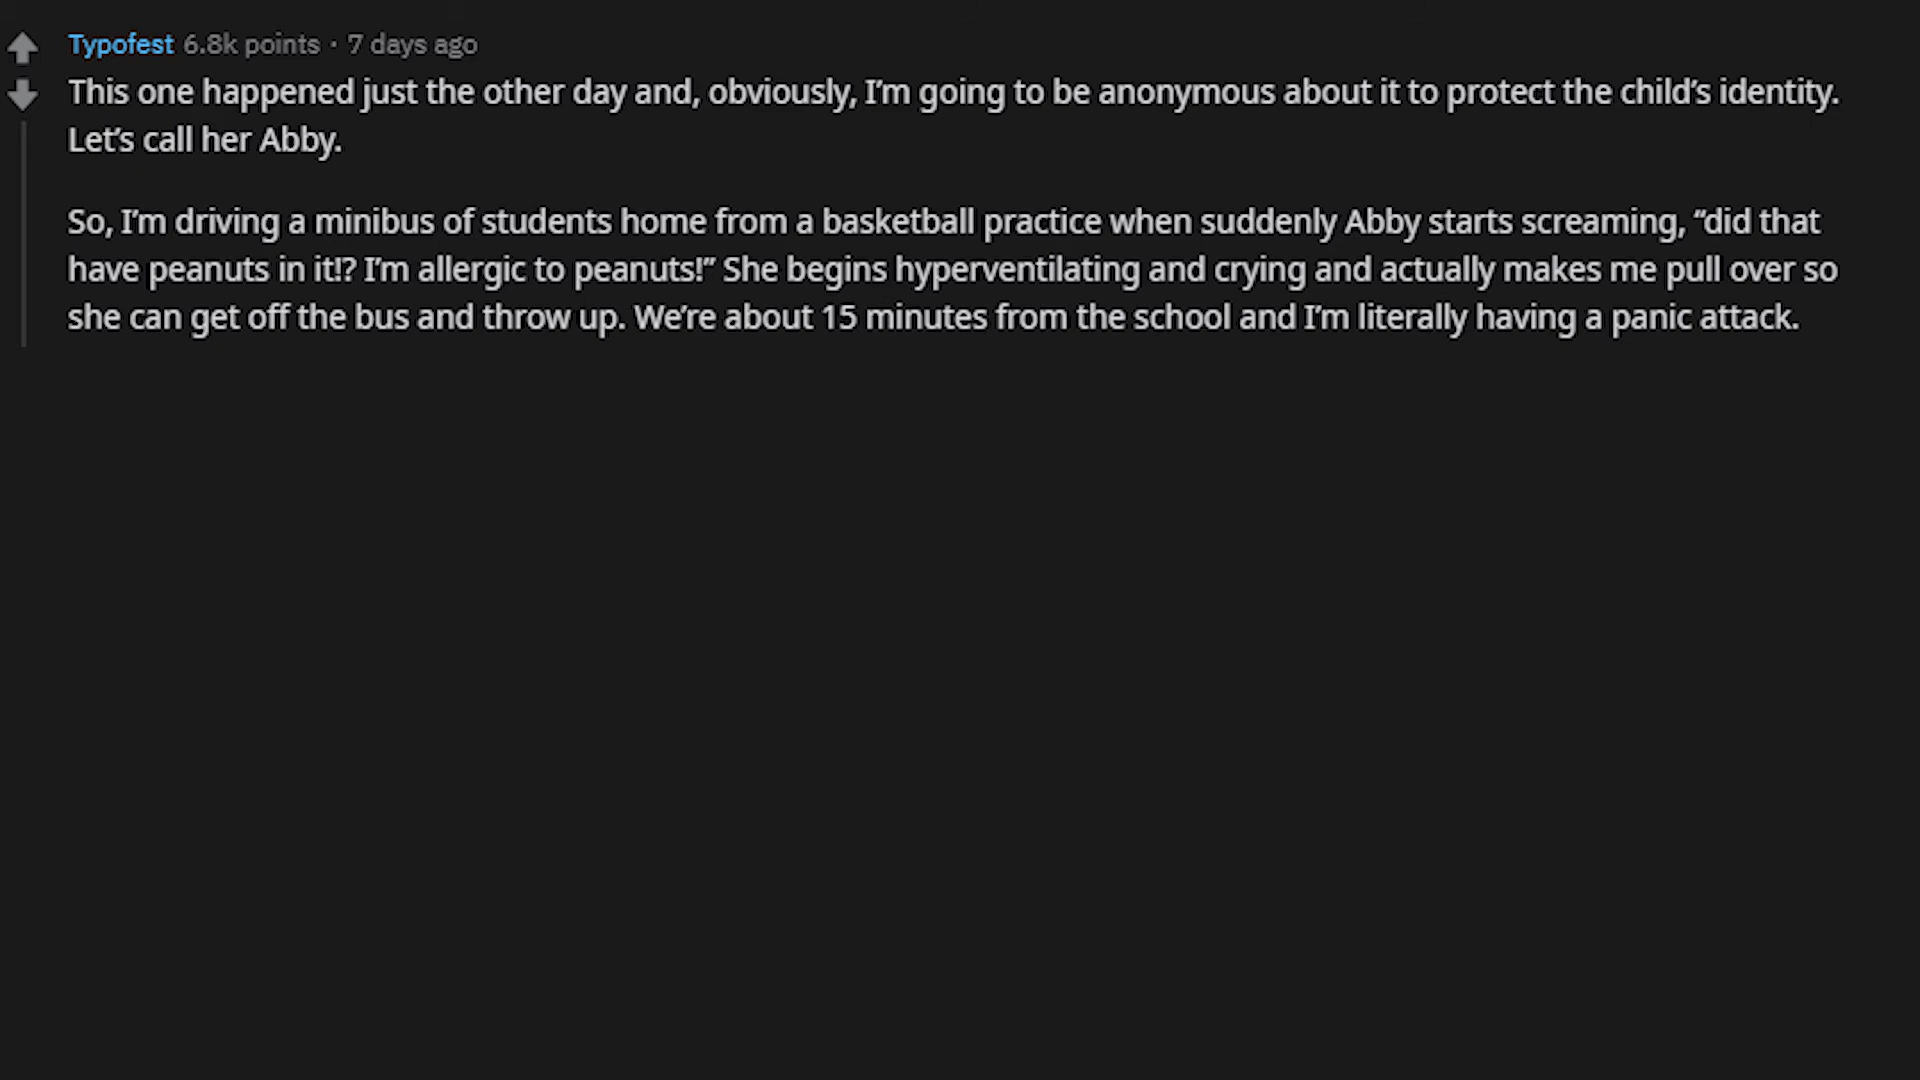 Typofest 6.8k points · 7 days ago
This one happened just the other day and, obviously, I’m going to be anonymous about it to protect the child’s identity.
Let’s call her Abby.
So, I’m driving a minibus of students home from a basketball practice when suddenly Abby starts screaming, “did that
have peanuts in it!? I’m allergic to peanuts!” She begins hyperventilating and crying and actually makes me pull over so
she can get off the bus and throw up. We’re about 15 minutes from the school and I’m literally having a panic attack.